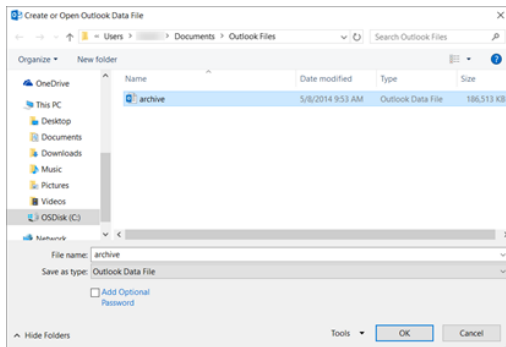 Create or Open Outlook Data File
« Users > > Documents > Outlook Files
Search Outlook Files
Organize
New folder
Name Date modified Type Size
archive 5/8/2014 9:53 AM Outlook Data File 186,513 KB
OneDrive
This PC
Desktop
Documents
Downloads
Music
Pictures
Videos
OSDisk (C:)
Network
File name: archive
Save as type: Outlook Data File
Add Optional
Password
Hide Folders
Tools
OK
Cancel